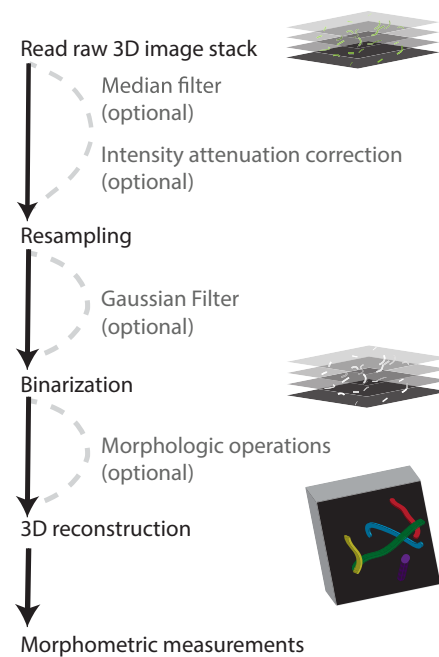 Read raw 3D image stack
Median filter
(optional)
Intensity attenuation correction
(optional)
Resampling
Gaussian Filter
(optional)
Binarization
Morphologic operations
(optional)
3D reconstruction
Morphometric measurements